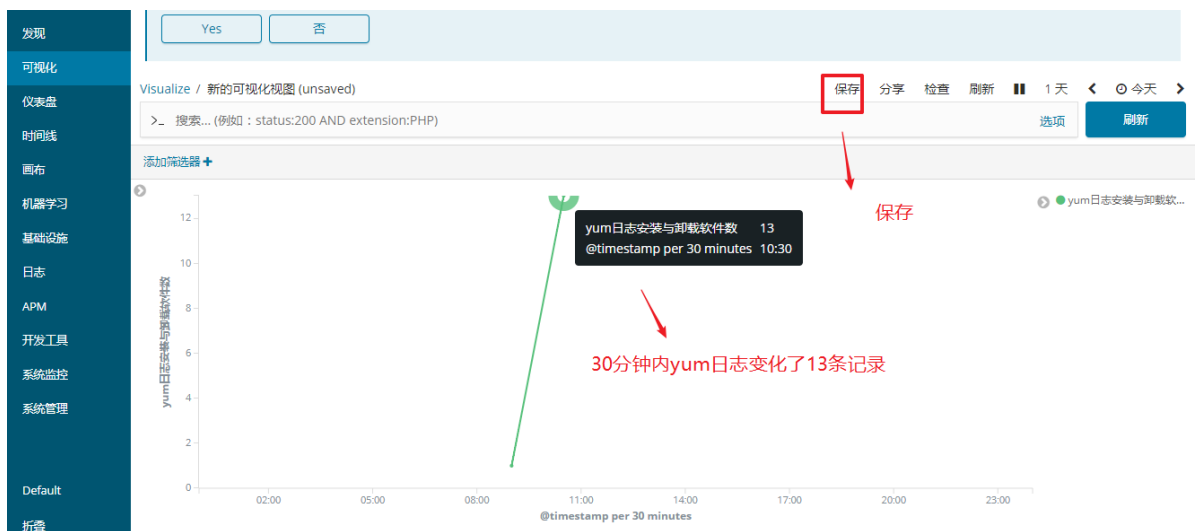 发现
可视化
仪表盘
时间线
画布
机器学习
基础设施
日志
APM
开发工具
系统监控
系统管理
Default
折叠
Yes
否
Visualize / 新的可视化视图 (unsaved)
保存
分享
检查
刷新
1 天
今天
>_ 搜索... (例如：status:200 AND extension:PHP)
选项
刷新
添加筛选器
保存
yum日志安装与卸载软...
yum日志安装与卸载软件数 13
@timestamp per 30 minutes 10:30
30分钟内yum日志变化了13条记录
yum日志安装与卸载软件数
12
10
8
6
4
2
0
02:00
05:00
08:00
11:00
14:00
17:00
20:00
23:00
@timestamp per 30 minutes